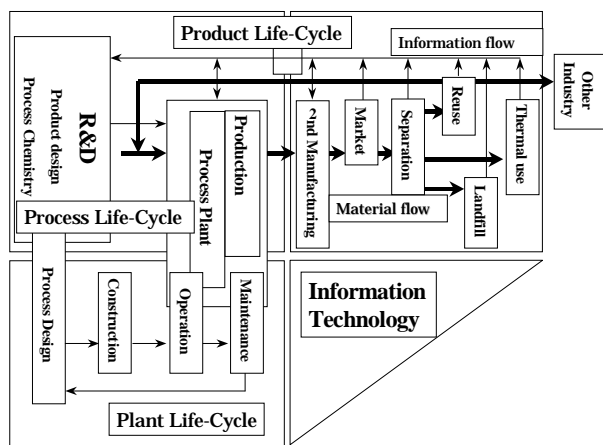 Product Life-Cycle
Information flow
Other
Industry
R&D
Product design
Process Chemistry
Production
Process Plant
2nd Manufacturing
Market
Separation
Reuse
Thermal use
Landfill
Material flow
Process Life-Cycle
Process Design
Construction
Operation
Maintenance
Information
Technology
Plant Life-Cycle